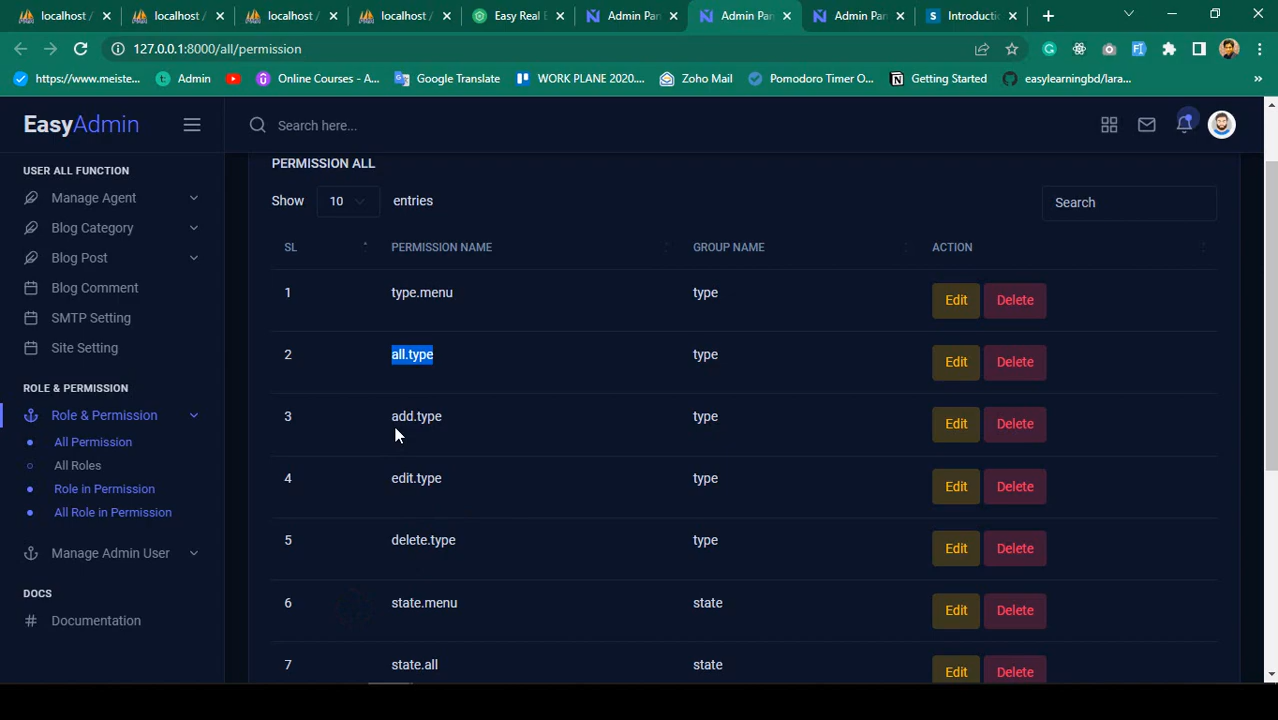 localhost /
localhost /
localhost /
localhost /
Easy Real E
Admin Pan
Admin Pan
Admin Pan
Introductio
127.0.0.1:8000/all/permission
https://www.meiste...
Admin
Online Courses - A...
Google Translate
WORK PLANE 2020....
Zoho Mail
Pomodoro Timer O...
Getting Started
easylearningbd/lara...
»
EasyAdmin
Search here...
USER ALL FUNCTION
Manage Agent
Blog Category
Blog Post
Blog Comment
SMTP Setting
Site Setting
ROLE & PERMISSION
Role & Permission
All Permission
All Roles
Role in Permission
All Role in Permission
Manage Admin User
DOCS
Documentation
PERMISSION ALL
Show 10 entries
Search
SL PERMISSION NAME GROUP NAME ACTION
1 type.menu type Edit Delete
2 all.type type Edit Delete
3 add.type type Edit Delete
4 edit.type type Edit Delete
5 delete.type type Edit Delete
6 state.menu state Edit Delete
7 state.all state Edit Delete